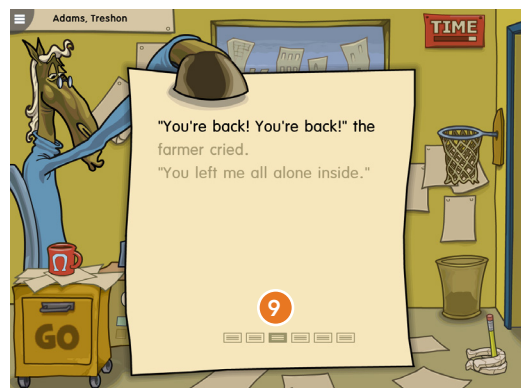 Adams, Treshon
TIME
"You're back! You're back!" the
farmer cried.
"You left me all alone inside."
9
GO